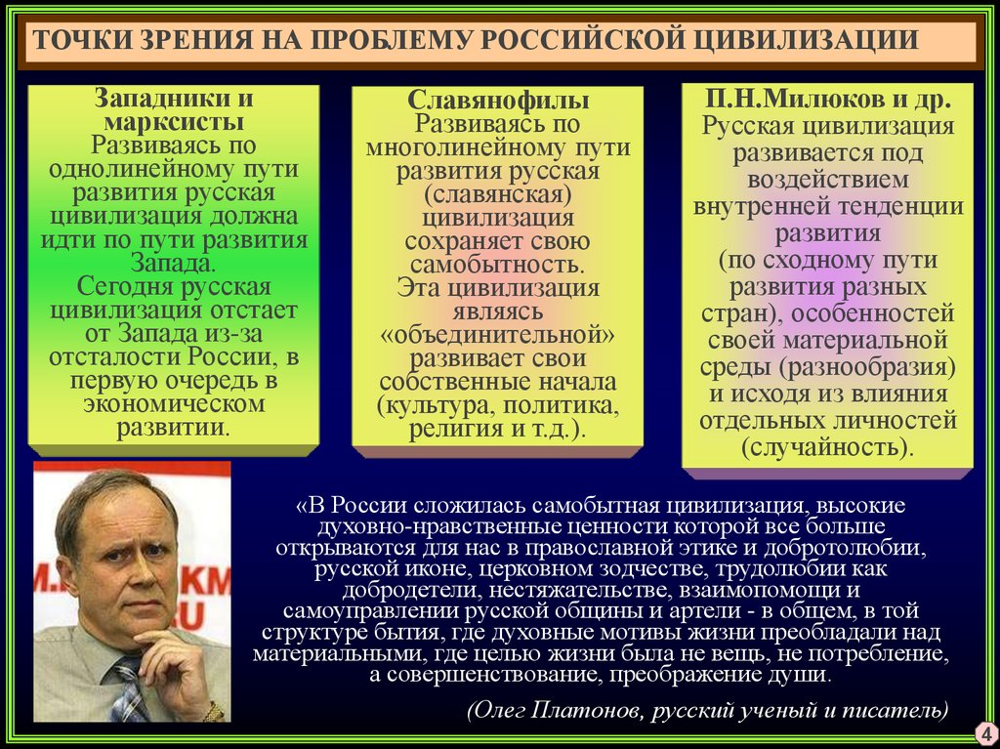 ТОЧКИ ЗРЕНИЯ НА ПРОБЛЕМУ РОССИЙСКОЙ ЦИВИЛИЗАЦИИ
Западники и
марксисты
Развиваясь по
однолинейному пути
развития русская
цивилизация должна
идти по пути развития
Запада.
Сегодня русская
цивилизация отстает
от Запада из-за
отсталости России, в
первую очередь в
экономическом
развитии.
Славянофилы
Развиваясь по
многолинейному пути
развития русская
(славянская)
цивилизация
сохраняет свою
самобытность.
Эта цивилизация
являясь
«объединительной»
развивает свои
собственные начала
(культура, политика,
религия и т.д.).
П.Н.Милюков и др.
Русская цивилизация
развивается под
воздействием
внутренней тенденции
развития
(по сходному пути
развития разных
стран), особенностей
своей материальной
среды (разнообразия)
и исходя из влияния
отдельных личностей
(случайность).
«В России сложилась самобытная цивилизация, высокие
духовно-нравственные ценности которой все больше
открываются для нас в православной этике и добротолюбии,
русской иконе, церковном зодчестве, трудолюбии как
добродетели, нестяжательстве, взаимопомощи и
самоуправлении русской общины и артели - в общем, в той
структуре бытия, где духовные мотивы жизни преобладали над
материальными, где целью жизни была не вещь, не потребление,
а совершенствование, преображение души.
(Олег Платонов, русский ученый и писатель)
KM
RU
4